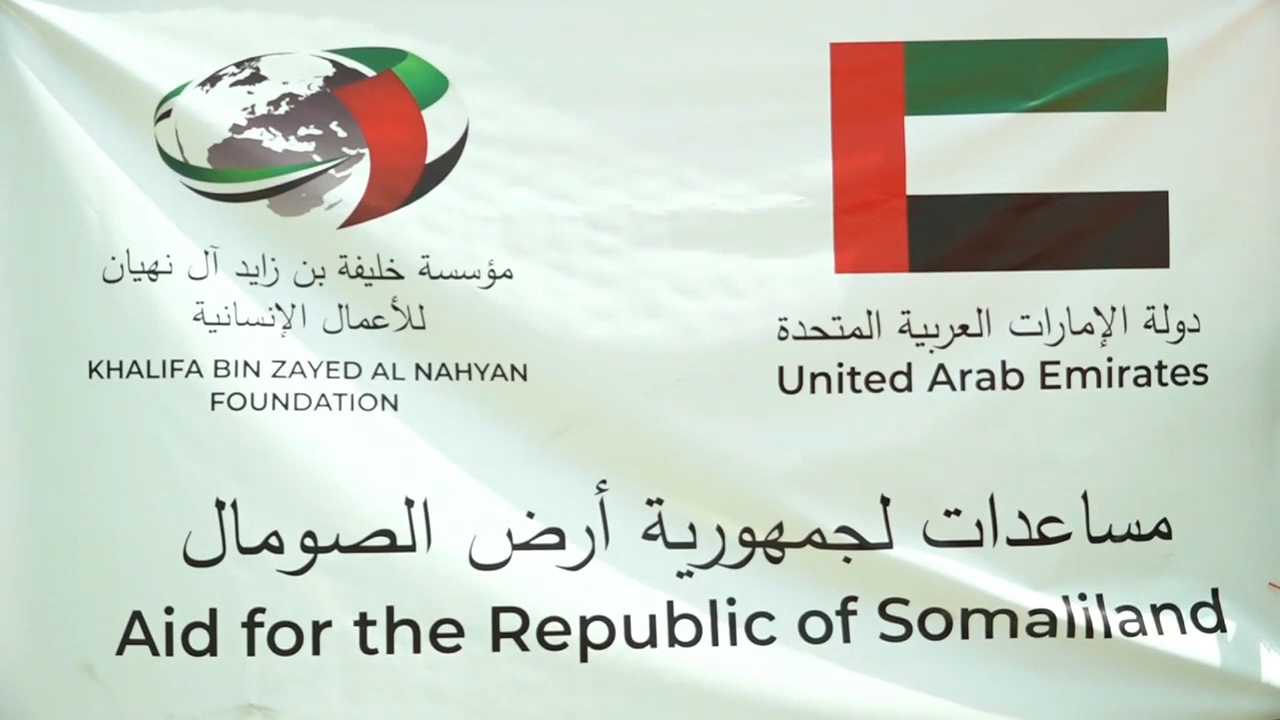 مؤسسة خليفة بن زايد آل نهيان
للأعمال الإنسانية
KHALIFA BIN ZAYED AL NAHYAN
FOUNDATION
دولة الإمارات العربية المتحدة
United Arab Emirates
مساعدات لجمهورية أرض الصومال
Aid for the Republic of Somaliland